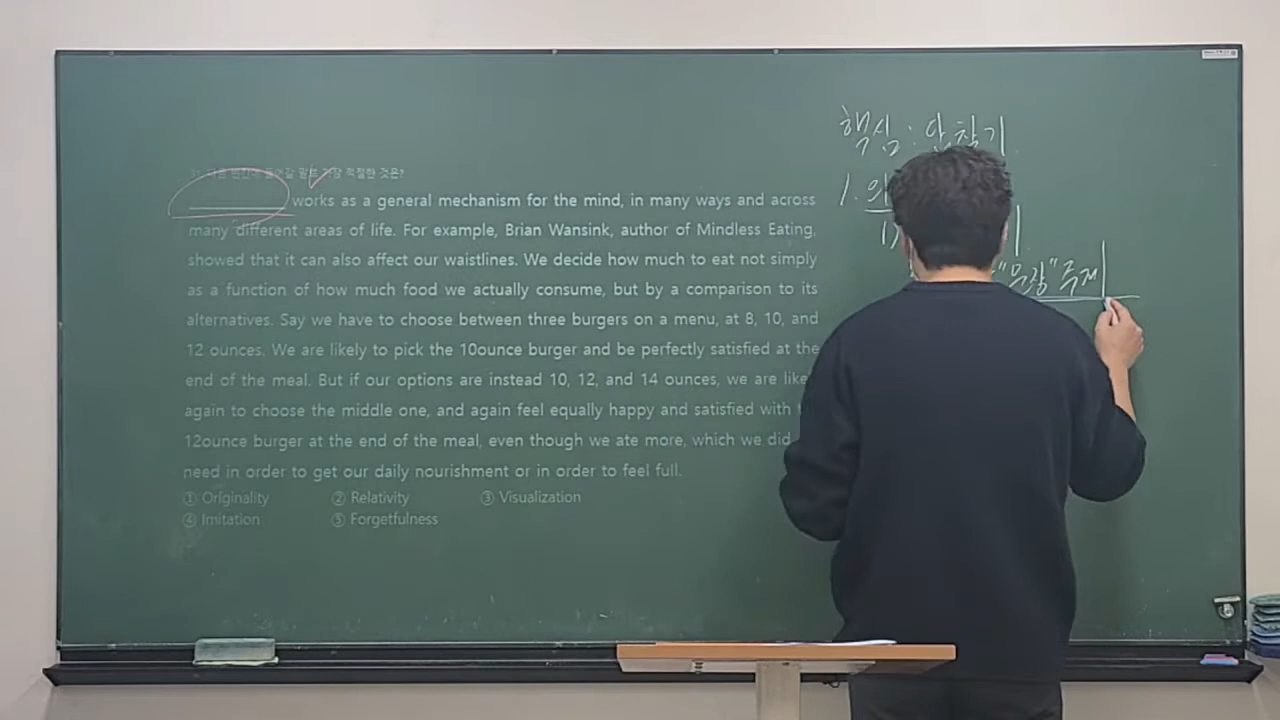 31. 다음 빈칸에 들어갈 말로 가장 적절한 것은?
works as a general mechanism for the mind, in many ways and across
many different areas of life. For example, Brian Wansink, author of Mindless Eating,
showed that it can also affect our waistlines. We decide how much to eat not simply
as a function of how much food we actually consume, but by a comparison to its
alternatives. Say we have to choose between three burgers on a menu, at 8, 10, and
12 ounces. We are likely to pick the 10ounce burger and be perfectly satisfied at the
end of the meal. But if our options are instead 10, 12, and 14 ounces, we are
again to choose the middle one, and again feel equally happy and satisfied with
12ounce burger at the end of the meal, even though we ate more, which we did
need in order to get our daily nourishment or in order to feel full.
① Originality ② Relativity ③ Visualization
④ Imitation ⑤ Forgetfulness
핵심: 빈칸기
1.
1)
"문장" 주제